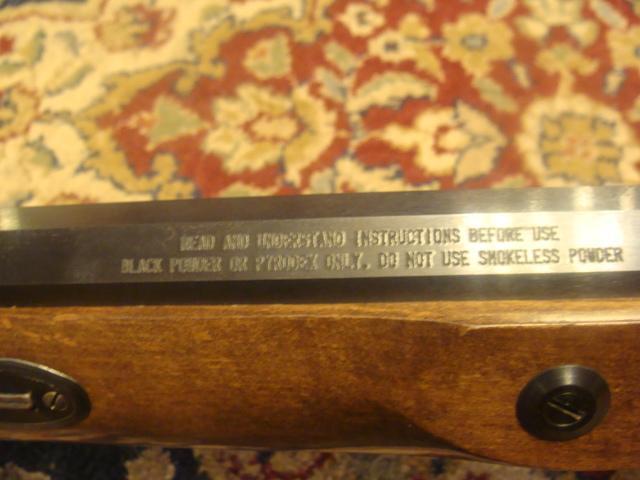 READ AND UNDERSTAND INSTRUCTIONS BEFORE USE
BLACK POWDER OR PYRODEX ONLY. DO NOT USE SMOKELESS POWDER